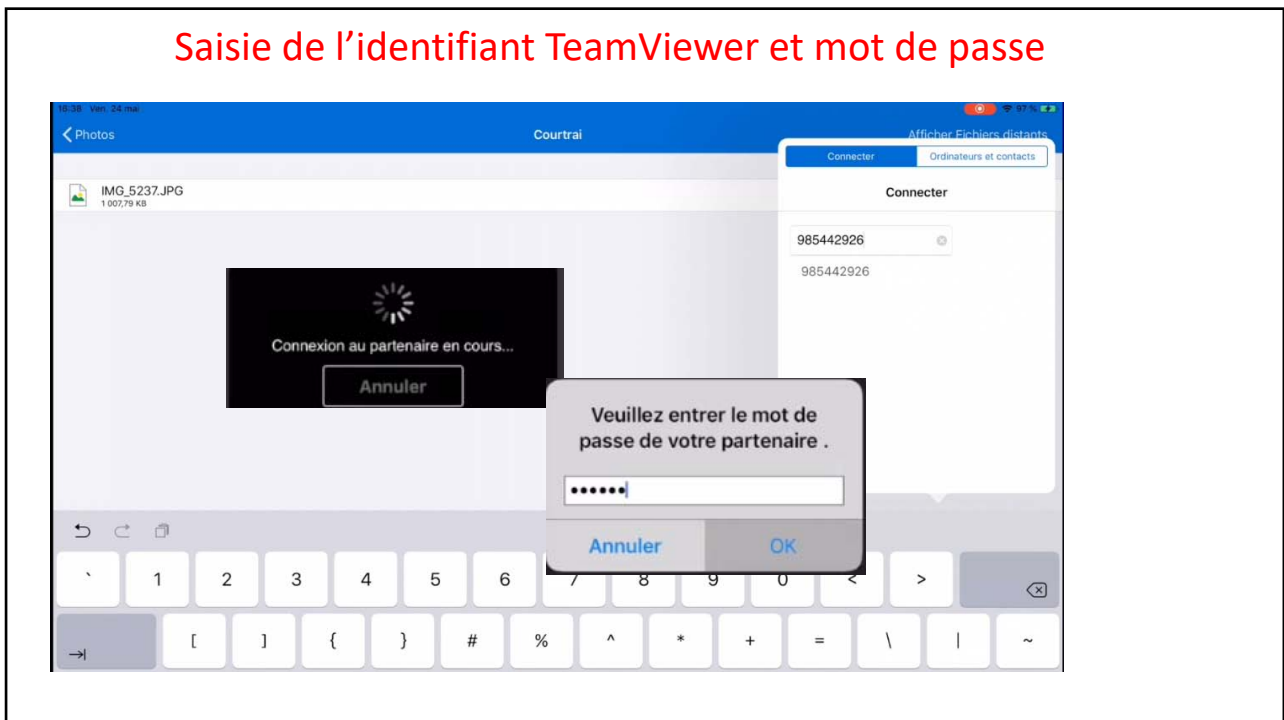 Saisie de l’identifiant TeamViewer et mot de passe
16:38 Ven. 24 mai
97 %
Photos
Courtrai
Afficher Fichiers distants
Connecter
Ordinateurs et contacts
IMG_5237.JPG
1 007,79 KB
Connecter
985442926
985442926
Connexion au partenaire en cours...
Annuler
Veuillez entrer le mot de
passe de votre partenaire .
••••••
Annuler OK
` 1 2 3 4 5 6 7 8 9 0 < >
[ ] { } # % ^ * + = \ | ~